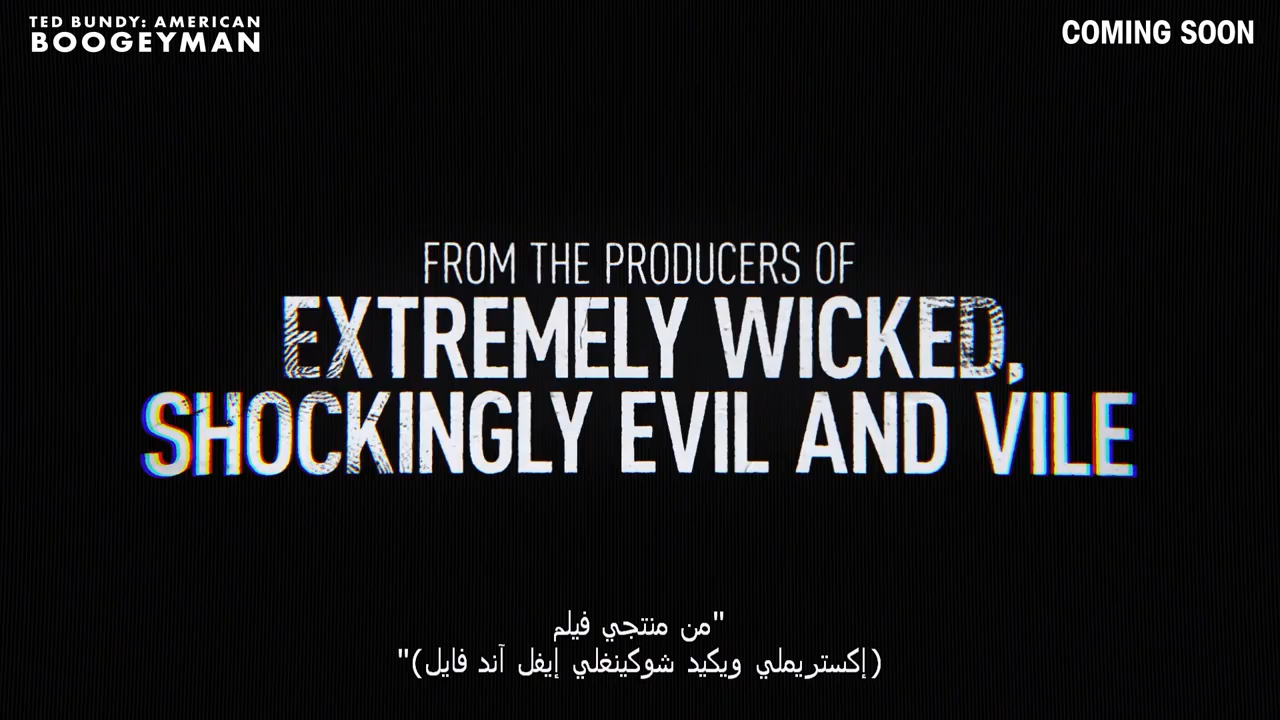 TED BUNDY: AMERICAN
BOOGEYMAN
COMING SOON
FROM THE PRODUCERS OF
EXTREMELY WICKED,
SHOCKINGLY EVIL AND VILE
"من منتجي فيلم
(إكستريملي ويكيد شوكينغلي إيفل آند فايل)"